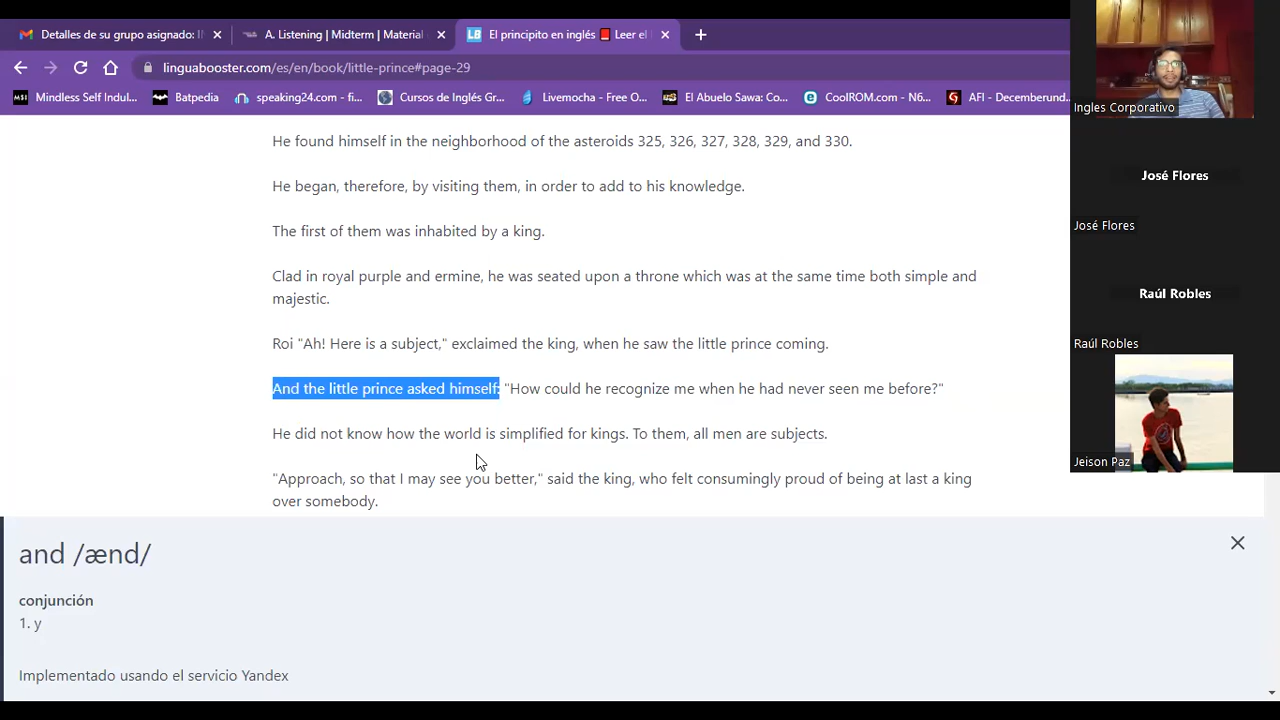 Detalles de su grupo asignado: I
A. Listening | Midterm | Material
LB El principito en inglés 📕 Leer el
linguabooster.com/es/en/book/little-prince#page-29
Mindless Self Indul...
Batpedia
speaking24.com - fi...
Cursos de Inglés Gr...
Livemocha - Free O...
El Abuelo Sawa: Co...
CoolROM.com - N6...
AFI - Decemberund...
He found himself in the neighborhood of the asteroids 325, 326, 327, 328, 329, and 330.
He began, therefore, by visiting them, in order to add to his knowledge.
The first of them was inhabited by a king.
Clad in royal purple and ermine, he was seated upon a throne which was at the same time both simple and
majestic.
Roi "Ah! Here is a subject," exclaimed the king, when he saw the little prince coming.
And the little prince asked himself: "How could he recognize me when he had never seen me before?"
He did not know how the world is simplified for kings. To them, all men are subjects.
"Approach, so that I may see you better," said the king, who felt consumingly proud of being at last a king
over somebody.
and /ænd/
conjunción
1. y
Implementado usando el servicio Yandex
Ingles Corporativo
José Flores
José Flores
Raúl Robles
Raúl Robles
Jeison Paz